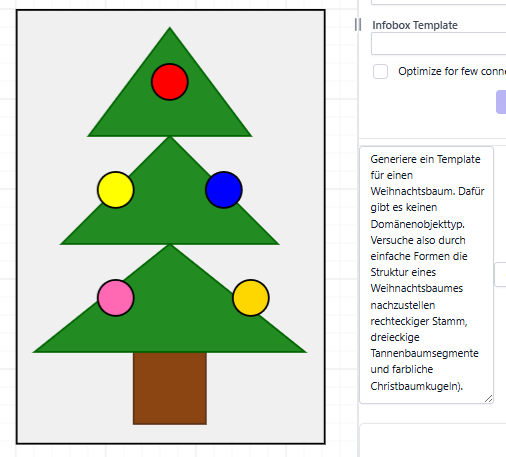 Infobox Template
Optimize for few conne
Generiere ein Template
für einen
Weihnachtsbaum. Dafür
gibt es keinen
Domänenobjekttyp.
Versuche also durch
einfache Formen die
Struktur eines
Weihnachtsbaumes
nachzustellen
rechteckiger Stamm,
dreieckige
Tannenbaumsegmente
und farbliche
Christbaumkugeln).